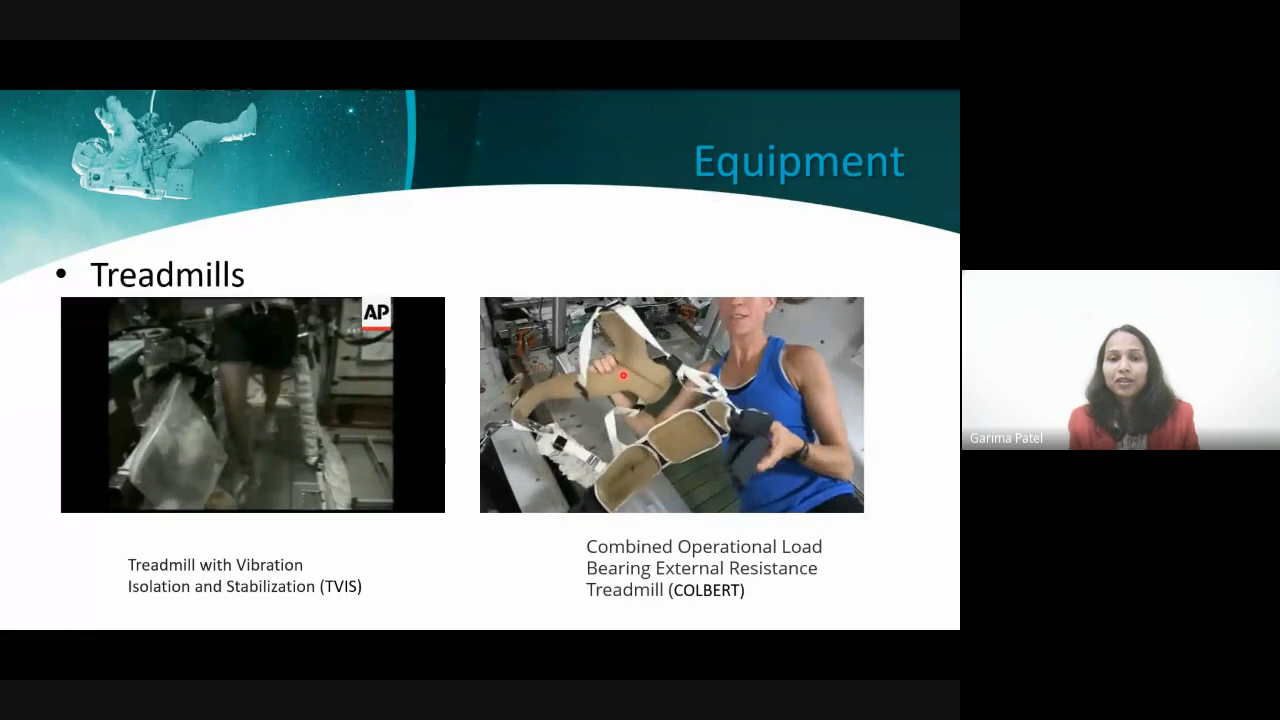 Equipment
• Treadmills
AP
Treadmill with Vibration
Isolation and Stabilization (TVIS)
Combined Operational Load
Bearing External Resistance
Treadmill (COLBERT)
Garima Patel